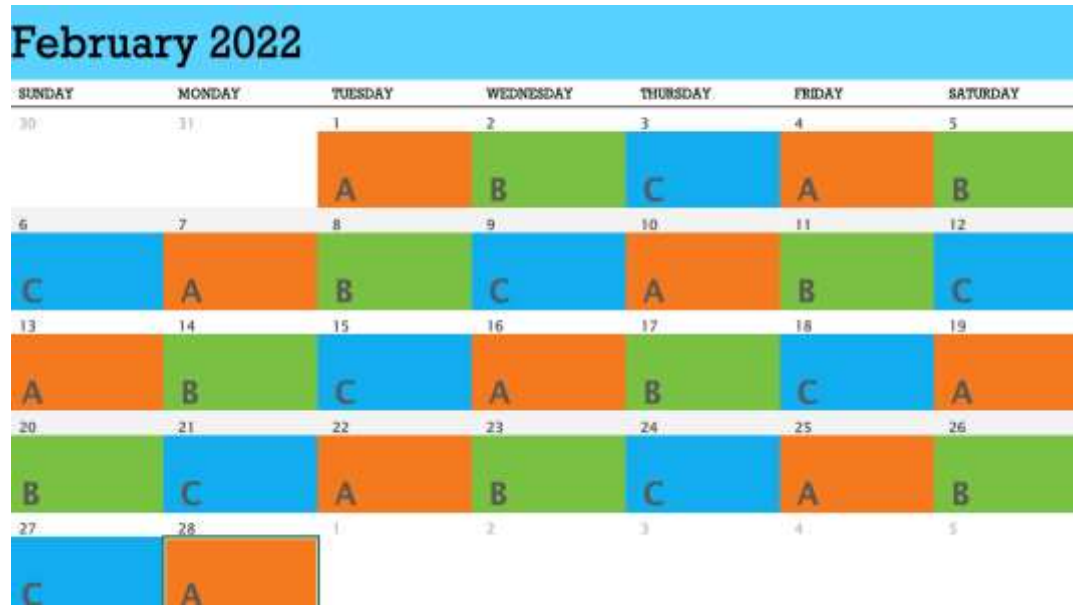 February 2022
SUNDAY MONDAY TUESDAY WEDNESDAY THURSDAY FRIDAY SATURDAY
30 31 1 2 3 4 5
A B C A B
6 7 8 9 10 11 12
C A B C A B C
13 14 15 16 17 18 19
A B C A B C A
20 21 22 23 24 25 26
B C A B C A B
27 28 1 2 3 4 5
C A